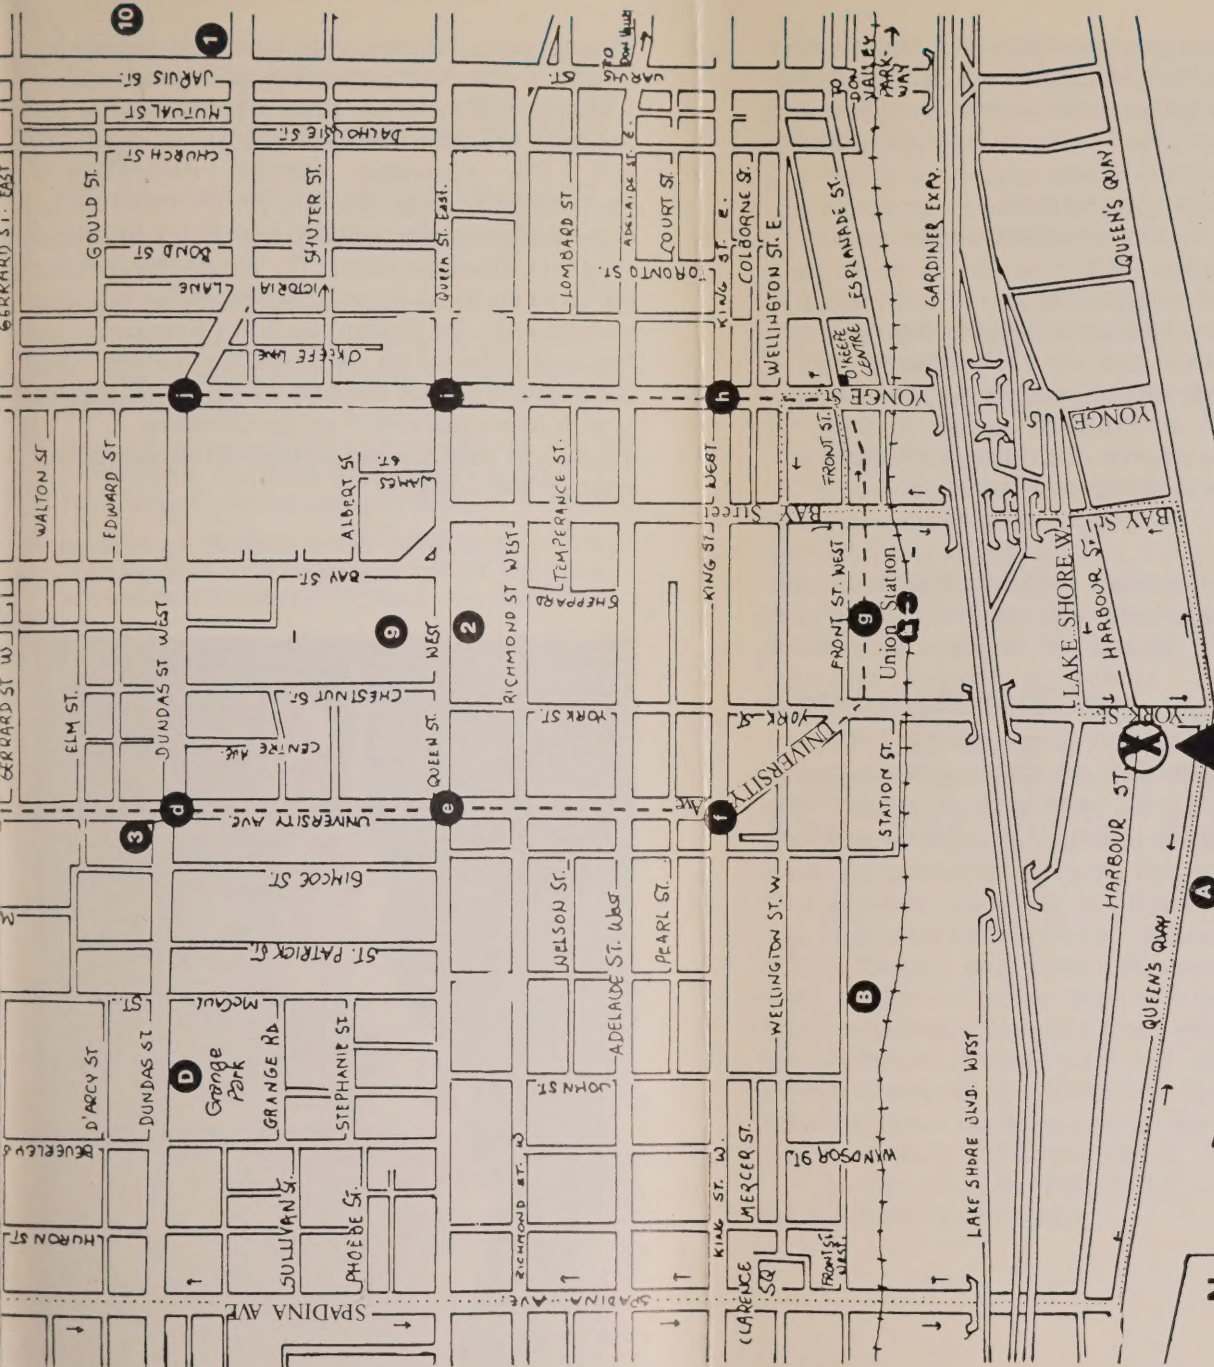 10
1
JARVIS ST.
MUTUAL ST.
DALHOUSIE ST.
CHURCH ST
GERRARD ST. EAST
GOULD ST.
BOND ST
SHUTER ST.
LANE
VICTORIA
O'KEEFE LANE
Queen St. East.
ST.
JARVIS
TO
DON VALLEY
LOMBARD ST
ADELAIDE ST. E.
COURT ST.
TORONTO ST.
KING ST. E.
COLBORNE ST.
WELLINGTON ST. E
TO
DON
VALLEY
PARK-
WAY
ESPLANADE ST.
O'KEEFE
CENTRE
GARDINER EXP.
QUEEN'S QUAY
j
i
h
YONGE St.
YONGE
WALTON ST
EDWARD ST.
ALBERT ST
JAMES
ST.
BAY ST.
TEMPERANCE ST.
SHEPPARD
RICHMOND ST WEST
KING ST. WEST
BAY Street
FRONT ST.
FRONT ST. WEST
g
Union Station
LAKE SHORE W
HARBOUR ST.
BAY St
GERRARD ST W
ELM ST.
DUNDAS ST WEST
9
2
CHESTNUT ST.
CENTRE AVE.
QUEEN ST. WEST
YORK ST.
YORK St
UNIVERSITY Ave
STATION ST.
YORK ST
X
HARBOUR ST
3
d
e
f
UNIVERSITY AVE.
SIMCOE ST.
ST. PATRICK ST.
McCAUL ST.
NELSON ST.
ADELAIDE ST. West
PEARL ST.
WELLINGTON ST. W.
B
A
QUEEN'S QUAY
D'ARCY ST
DUNDAS ST
D
Grange
Park
GRANGE RD
STEPHANIE ST
JOHN ST.
BEVERLEY S
HURON ST
SULLIVAN St.
PHOEBE St.
RICHMOND ST. W
KING ST. W.
MERCER ST.
WINDSOR ST
CLARENCE
SQ
FRONT ST.
WEST.
LAKE SHORE BLVD. WEST
SPADINA AVE
SPADINA AVE
N